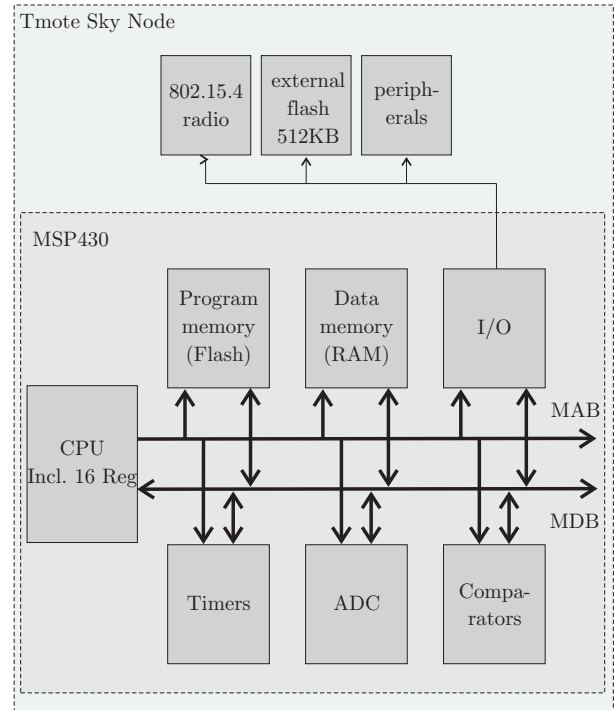 Tmote Sky Node
802.15.4
radio
external
flash
512KB
periph-
erals
MSP430
Program
memory
(Flash)
Data
memory
(RAM)
I/O
CPU
Incl. 16 Reg
MAB
MDB
Timers
ADC
Compa-
rators